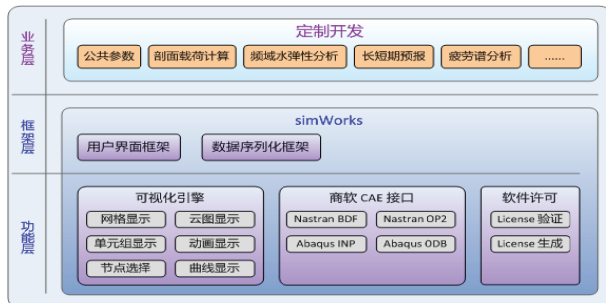 业务层
定制开发
公共参数 剖面载荷计算 频域水弹性分析 长短期预报 疲劳谱分析 ......
框架层
simWorks
用户界面框架 数据序列化框架
功能层
可视化引擎 商软 CAE 接口 软件许可
网格显示 云图显示 Nastran BDF Nastran OP2 License 验证
单元组显示 动画显示 Abaqus INP Abaqus ODB License 生成
节点选择 曲线显示